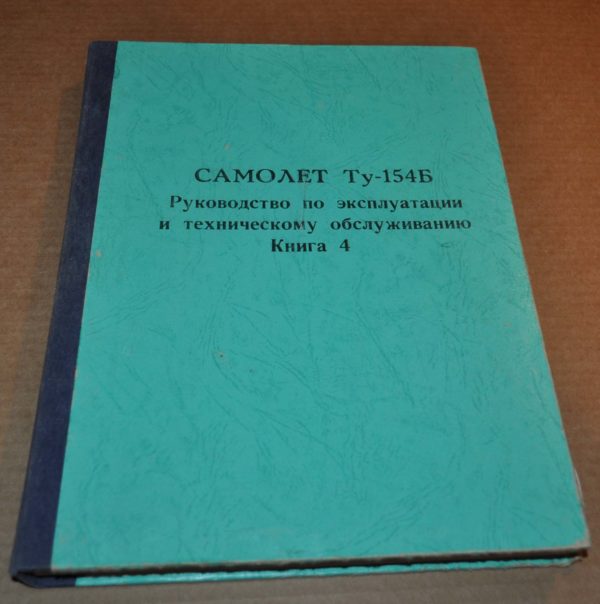 САМОЛЕТ Ту-154Б
Руководство по эксплуатации
и техническому обслуживанию
Книга 4